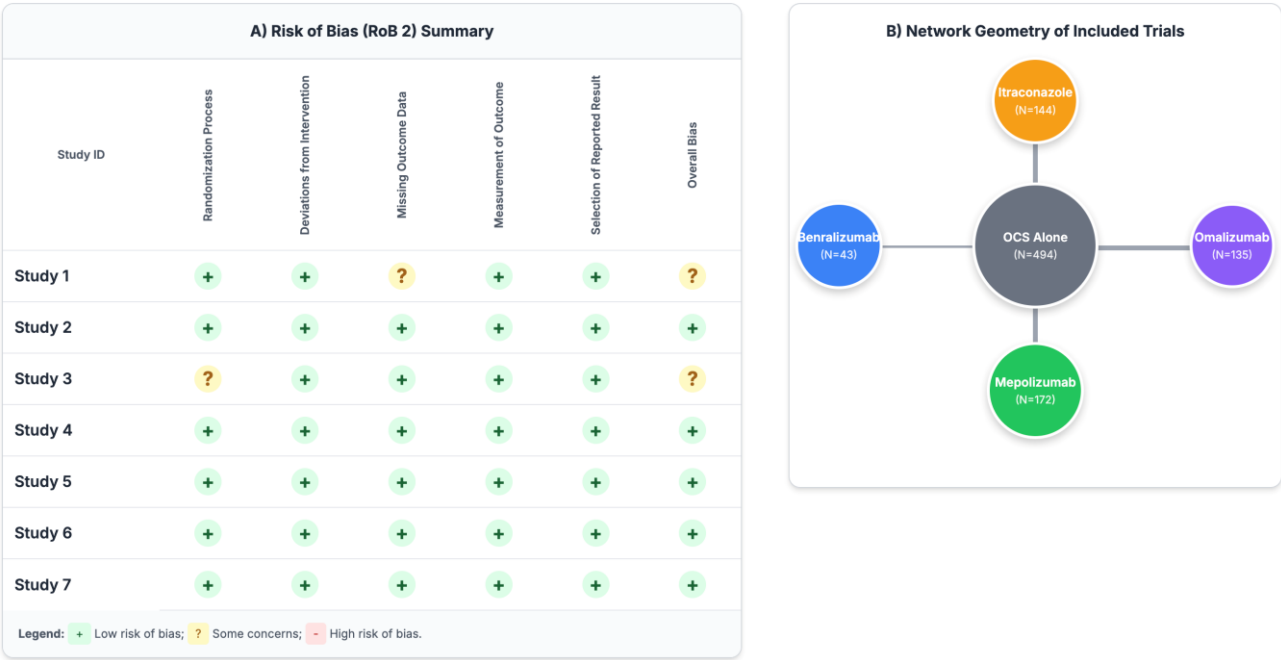 A) Risk of Bias (RoB 2) Summary
Study ID
Randomization Process
Deviations from Intervention
Missing Outcome Data
Measurement of Outcome
Selection of Reported Result
Overall Bias
Study 1 + + ? + + ?
Study 2 + + + + + +
Study 3 ? + + + + ?
Study 4 + + + + + +
Study 5 + + + + + +
Study 6 + + + + + +
Study 7 + + + + + +
Legend: + Low risk of bias; ? Some concerns; - High risk of bias.
B) Network Geometry of Included Trials
Itraconazole
(N=144)
Benralizumab
(N=43)
OCS Alone
(N=494)
Omalizumab
(N=135)
Mepolizumab
(N=172)